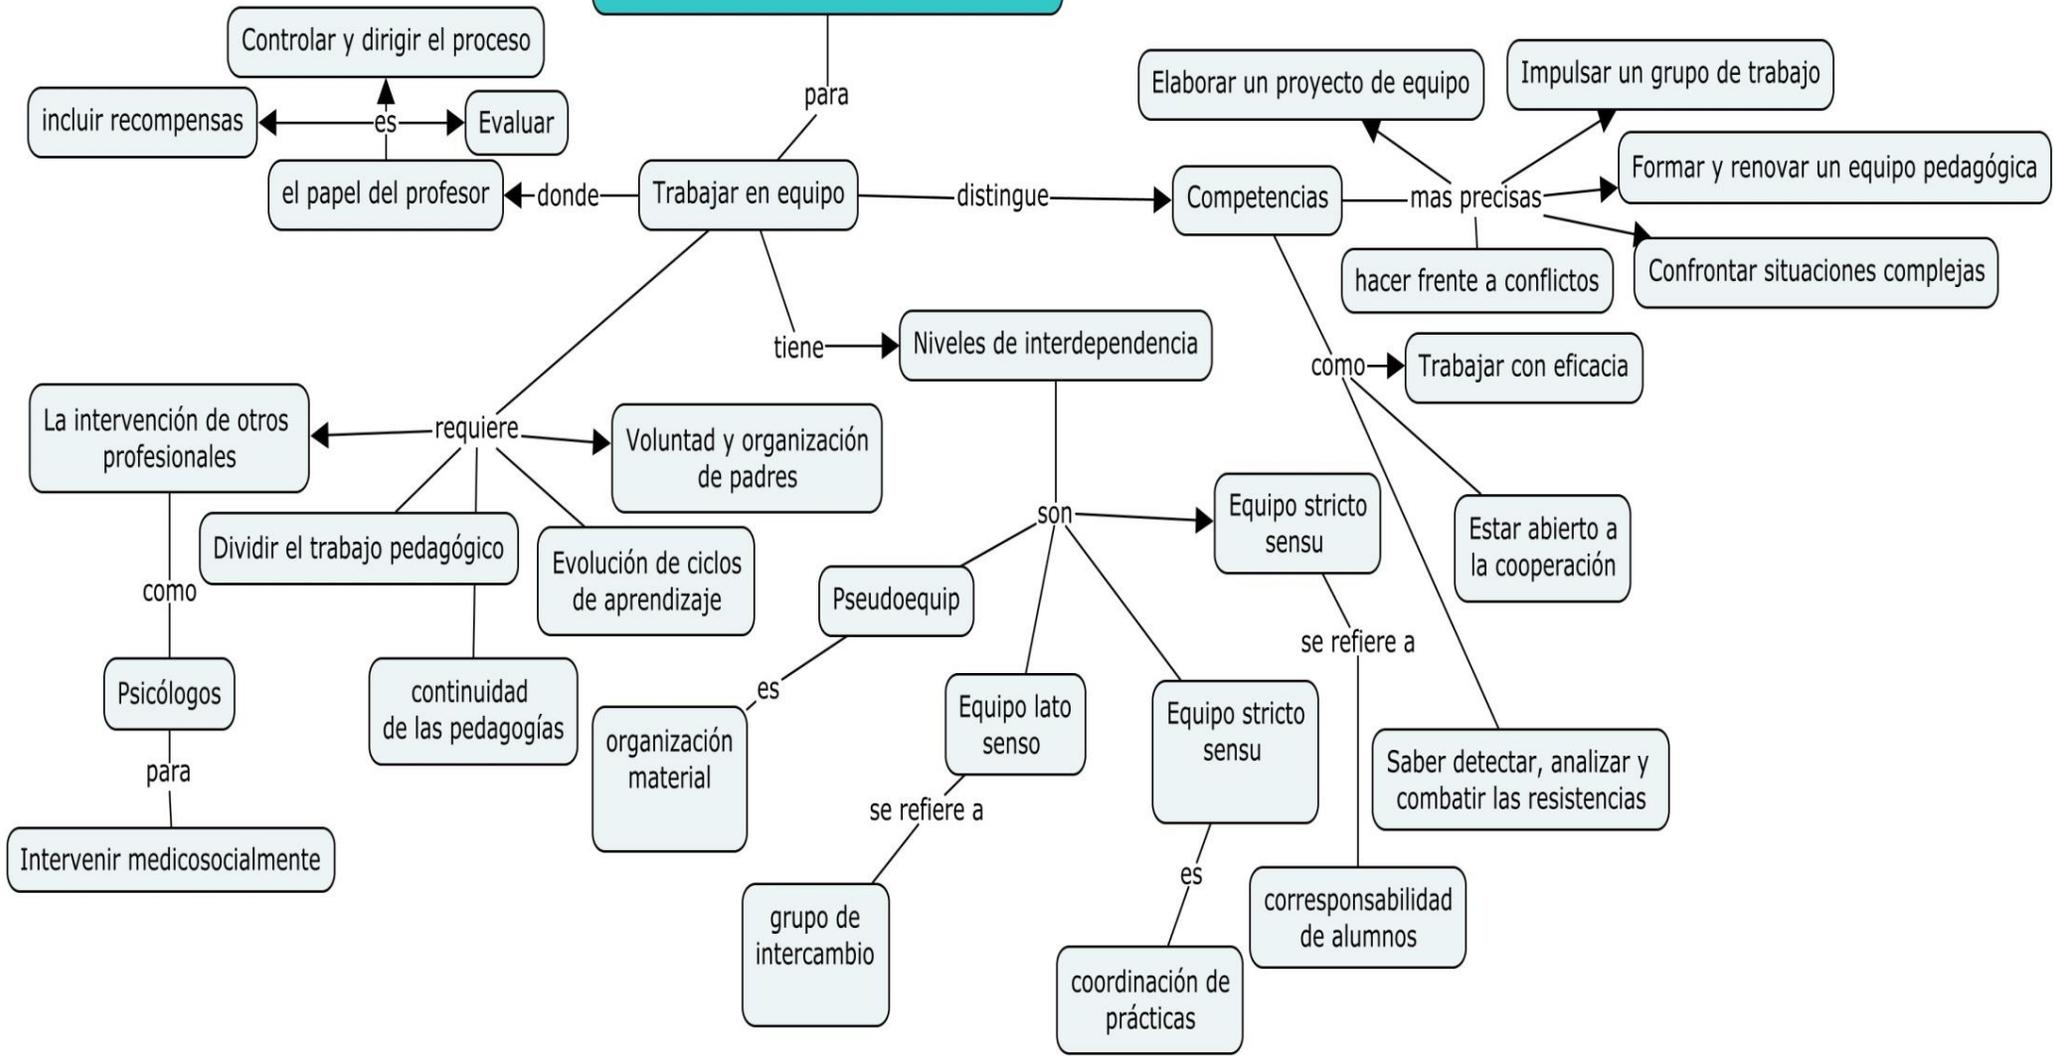 Controlar y dirigir el proceso
incluir recompensas
es
Evaluar
el papel del profesor
donde
para
Trabajar en equipo
distingue
Competencias
mas precisas
Elaborar un proyecto de equipo
Impulsar un grupo de trabajo
Formar y renovar un equipo pedagógica
Confrontar situaciones complejas
hacer frente a conflictos
tiene
Niveles de interdependencia
como
Trabajar con eficacia
Estar abierto a
la cooperación
Saber detectar, analizar y
combatir las resistencias
requiere
La intervención de otros
profesionales
Voluntad y organización
de padres
Dividir el trabajo pedagógico
Evolución de ciclos
de aprendizaje
continuidad
de las pedagogías
como
Psicólogos
para
Intervenir medicosocialmente
son
Equipo stricto
sensu
Pseudoequip
es
organización
material
Equipo lato
senso
se refiere a
grupo de
intercambio
Equipo stricto
sensu
es
coordinación de
prácticas
se refiere a
corresponsabilidad
de alumnos